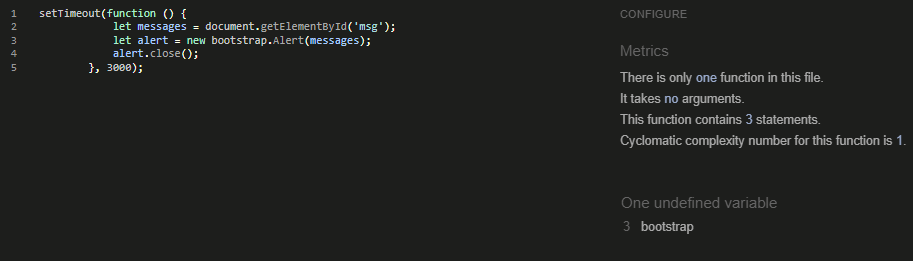 1 setTimeout(function () {
2 let messages = document.getElementById('msg');
3 let alert = new bootstrap.Alert(messages);
4 alert.close();
5 }, 3000);
CONFIGURE
Metrics
There is only one function in this file.
It takes no arguments.
This function contains 3 statements.
Cyclomatic complexity number for this function is 1.
One undefined variable
3 bootstrap